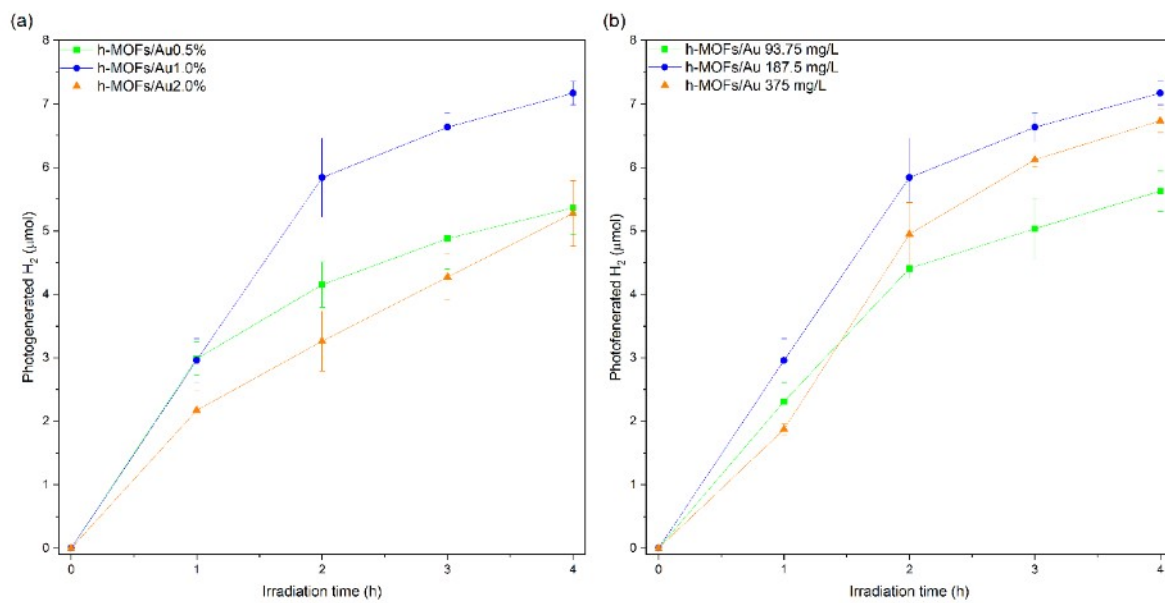 (a)
h-MOFs/Au0.5%
h-MOFs/Au1.0%
h-MOFs/Au2.0%
Photogenerated H2 (μmol)
8
7
6
5
4
3
2
1
0
0 1 2 3 4
Irradiation time (h)
(b)
h-MOFs/Au 93.75 mg/L
h-MOFs/Au 187.5 mg/L
h-MOFs/Au 375 mg/L
Photofenerated H2 (μmol)
8
7
6
5
4
3
2
1
0
0 1 2 3 4
Irradiation time (h)